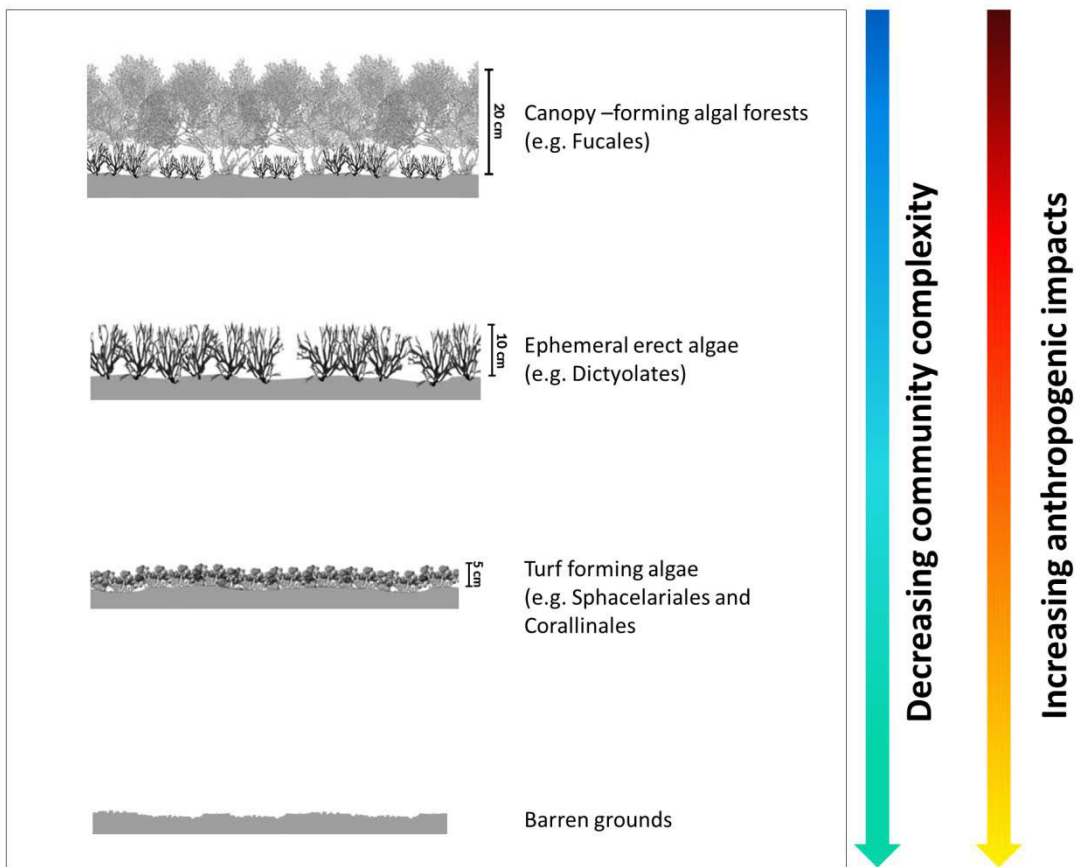 20 cm
Canopy –forming algal forests
(e.g. Fucales)
10 cm
Ephemeral erect algae
(e.g. Dictyolates)
5 cm
Turf forming algae
(e.g. Sphacelariales and
Corallinales
Barren grounds
Decreasing community complexity
Increasing anthropogenic impacts